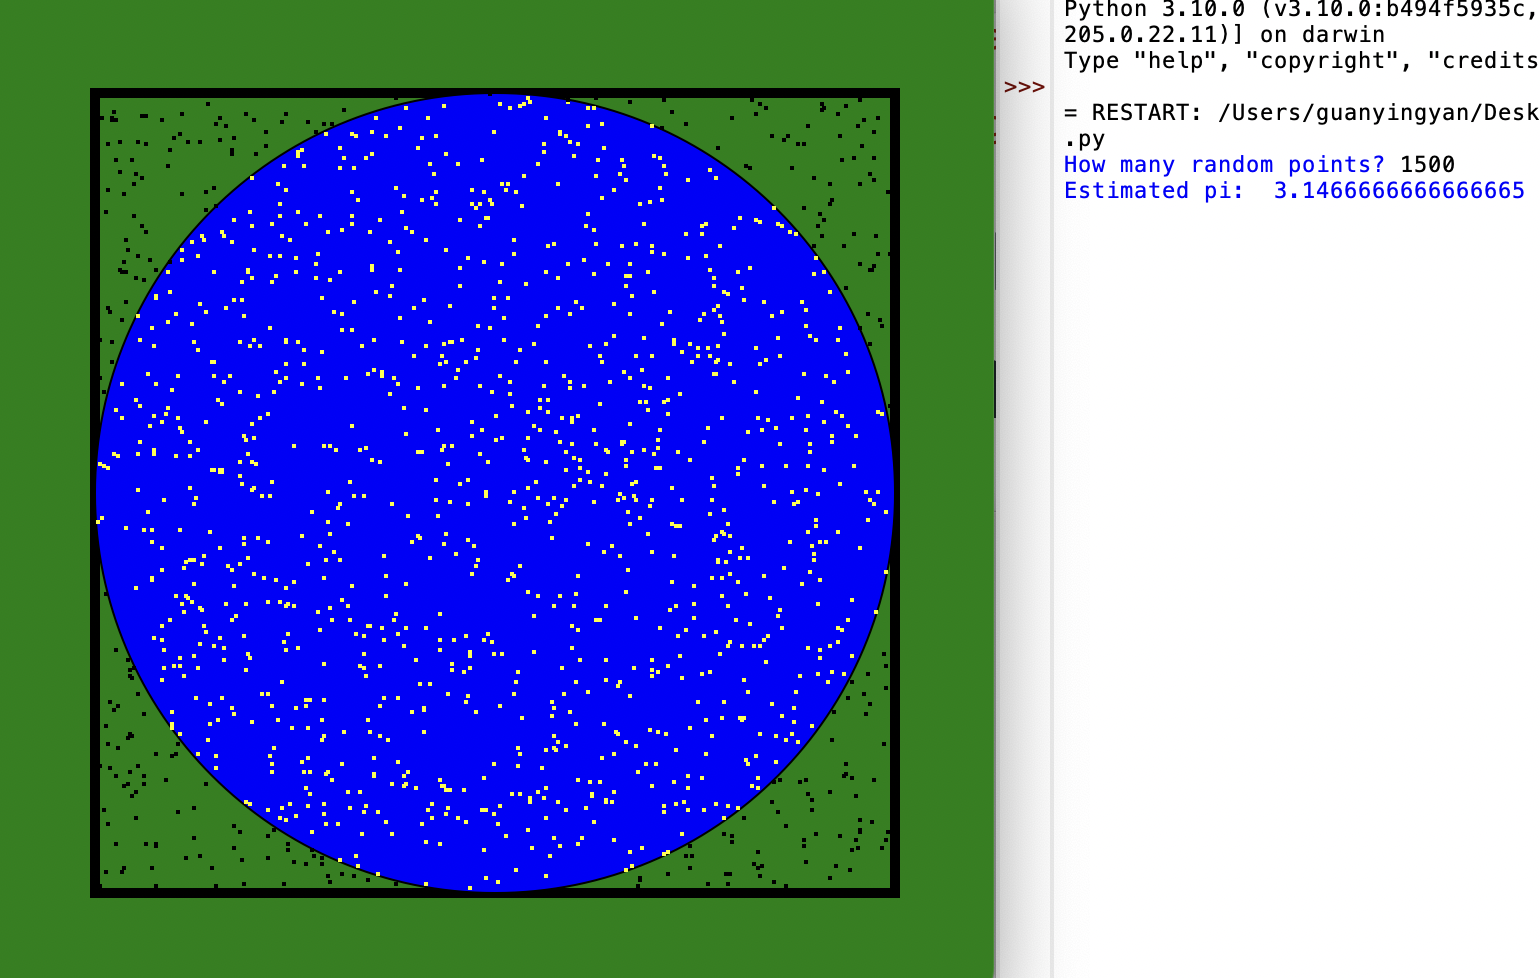 Python 3.10.0 (v3.10.0:b494f5935c,
205.0.22.11)] on darwin
Type "help", "copyright", "credits
>>>
= RESTART: /Users/guanyingyan/Desk
.py
How many random points? 1500
Estimated pi:  3.1466666666666665